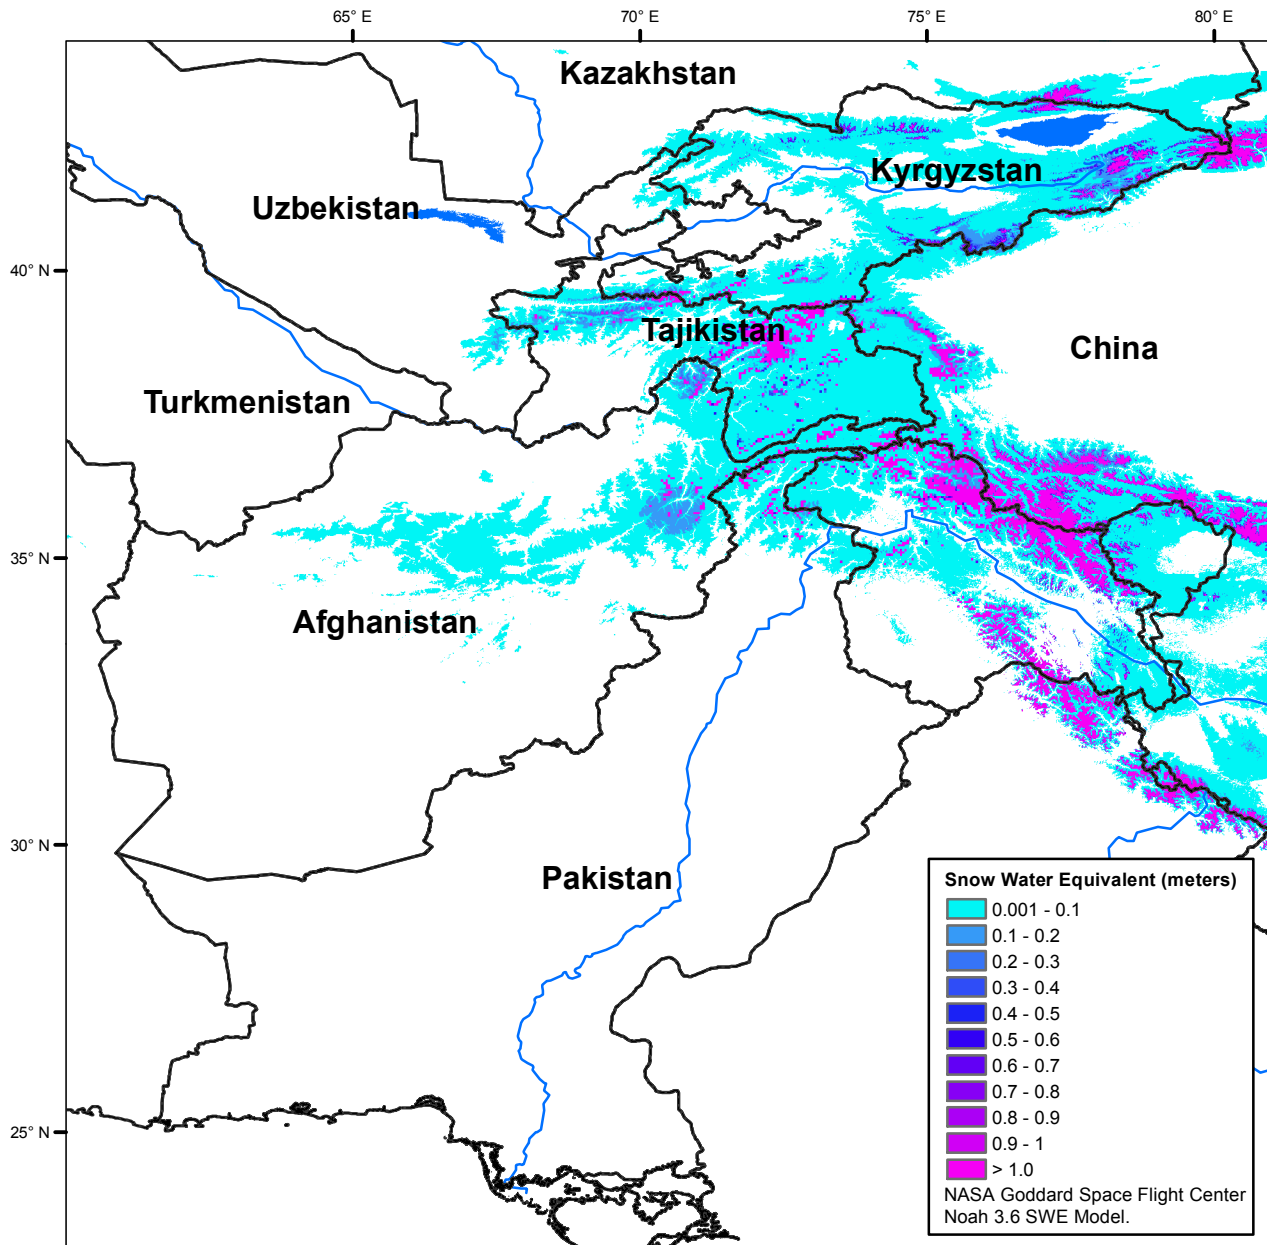 65° E
70° E
75° E
80° E
Kazakhstan
Kyrgyzstan
Uzbekistan
40° N
Tajikistan
China
Turkmenistan
35° N
Afghanistan
30° N
Pakistan
25° N
Snow Water Equivalent (meters)
0.001 - 0.1
0.1 - 0.2
0.2 - 0.3
0.3 - 0.4
0.4 - 0.5
0.5 - 0.6
0.6 - 0.7
0.7 - 0.8
0.8 - 0.9
0.9 - 1
> 1.0
NASA Goddard Space Flight Center
Noah 3.6 SWE Model.